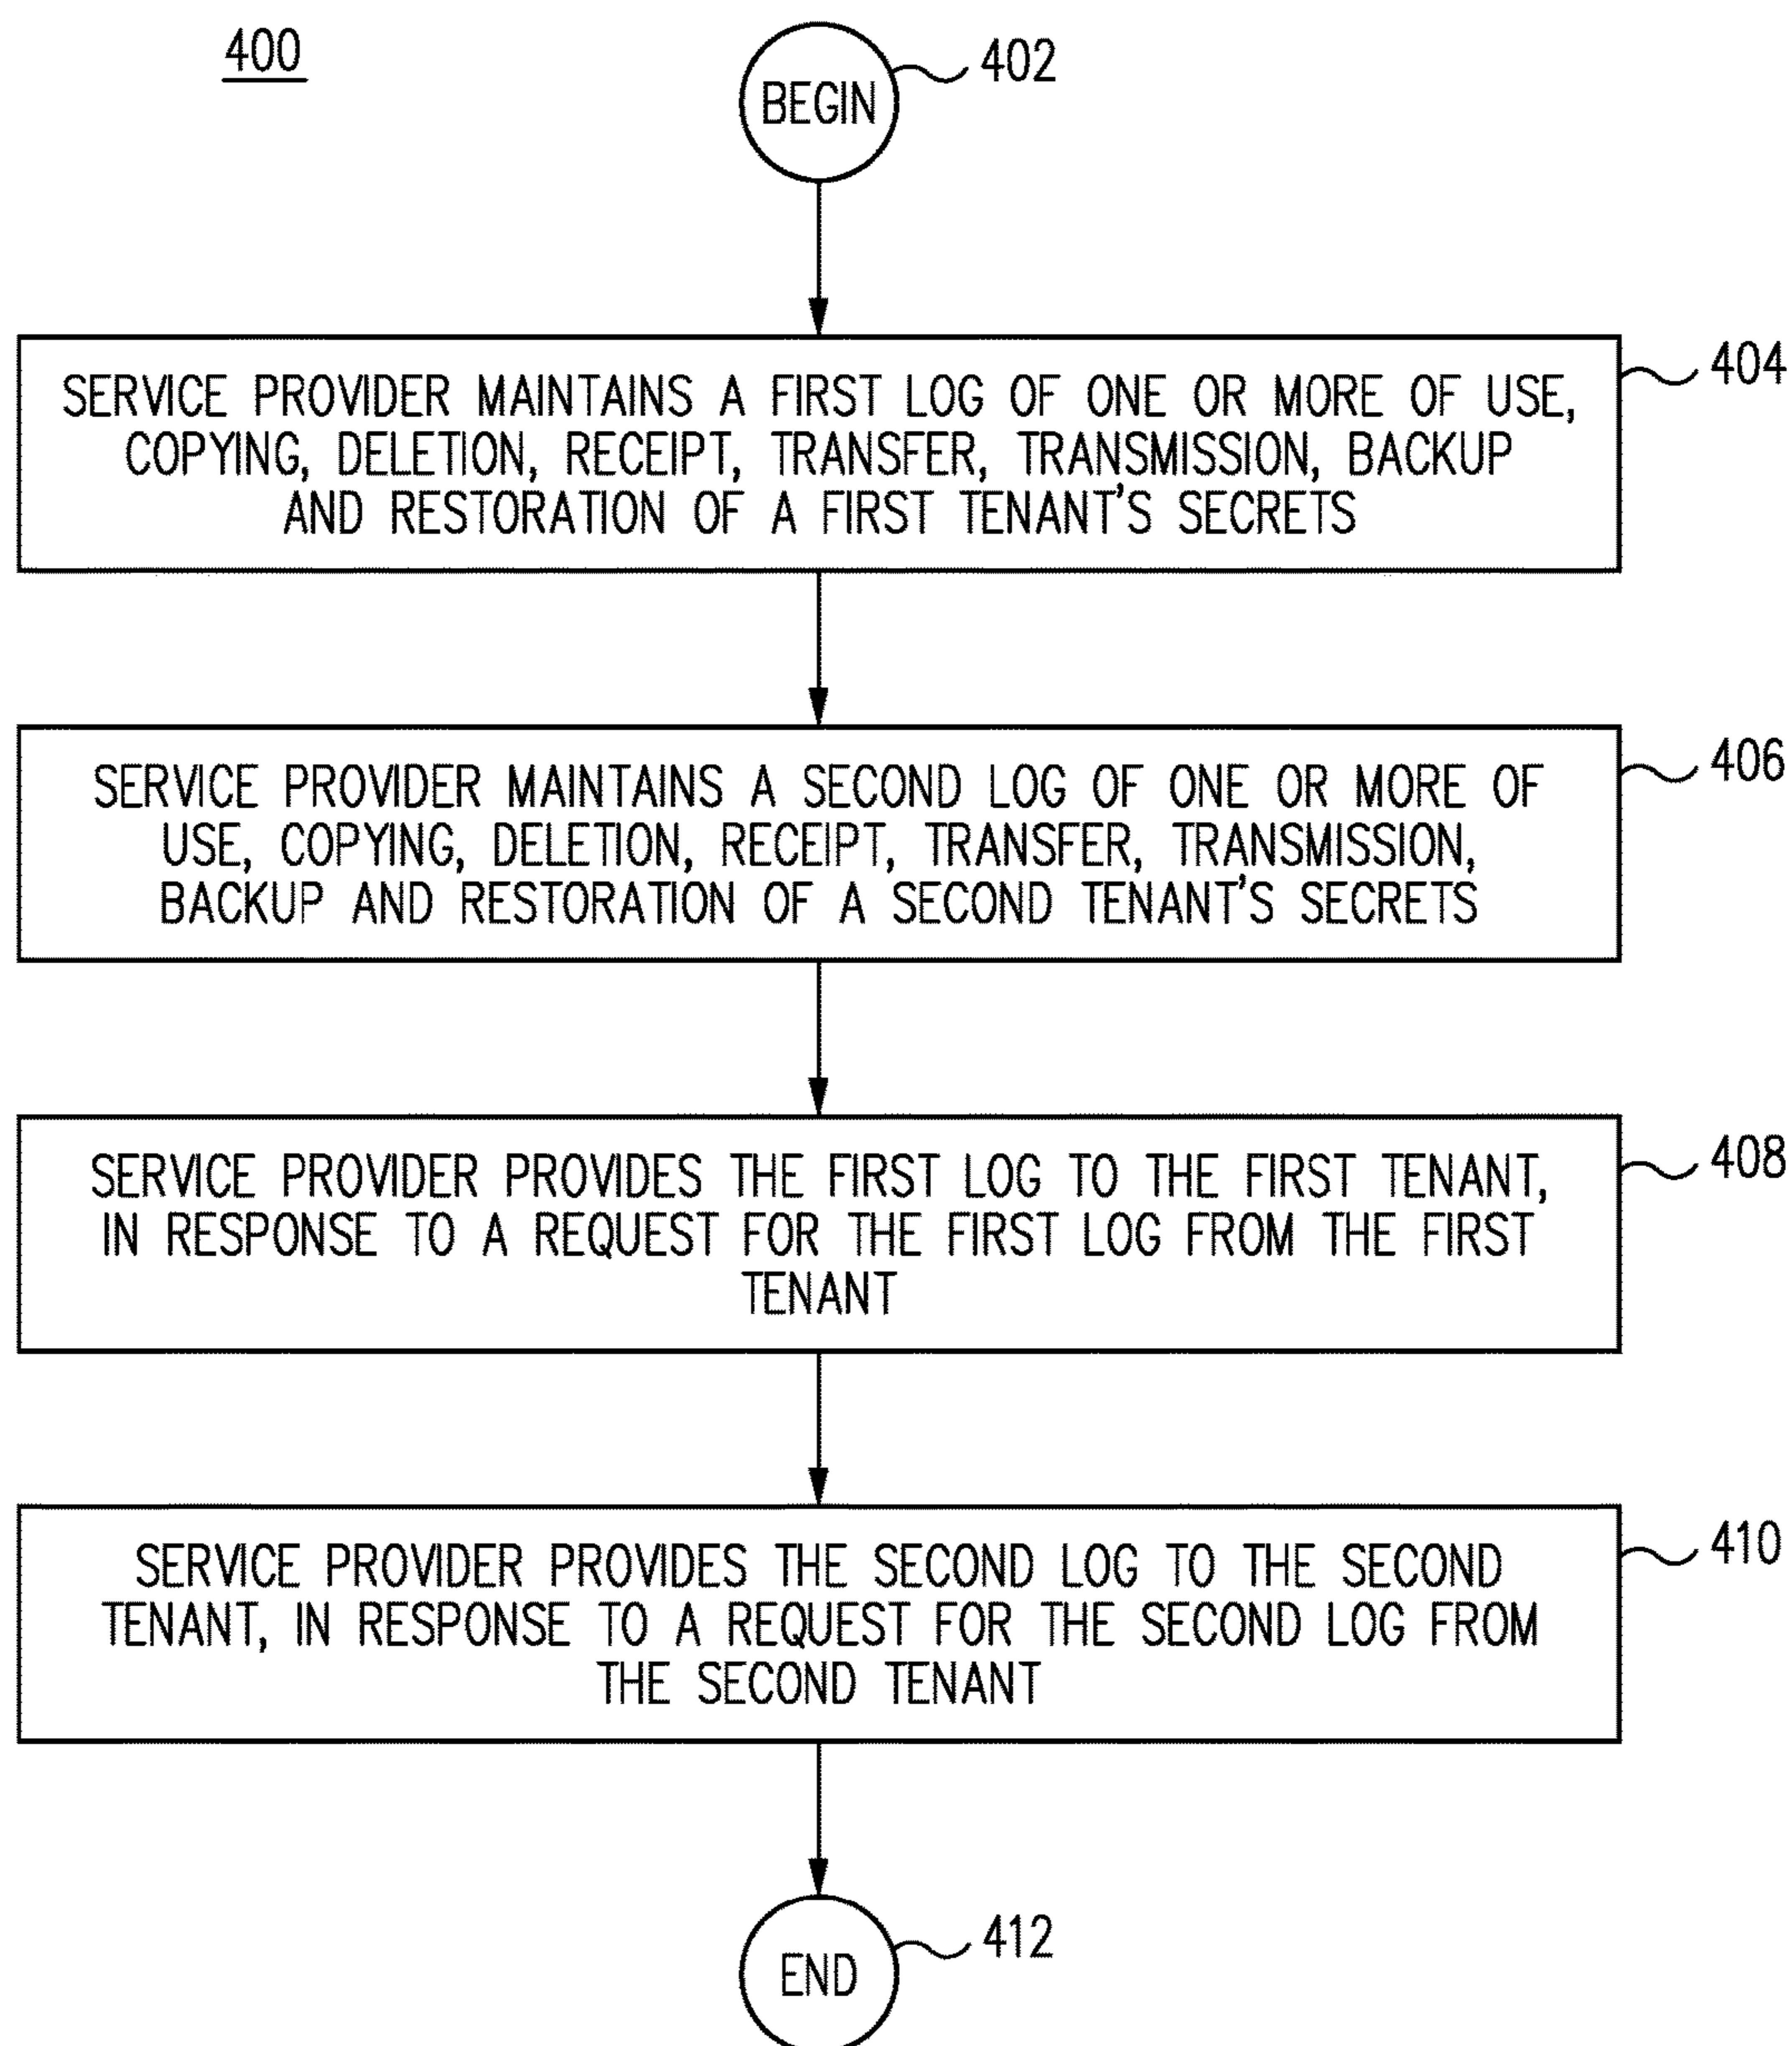 400
BEGIN
402
SERVICE PROVIDER MAINTAINS A FIRST LOG OF ONE OR MORE OF USE,
COPYING, DELETION, RECEIPT, TRANSFER, TRANSMISSION, BACKUP
AND RESTORATION OF A FIRST TENANT'S SECRETS
404
SERVICE PROVIDER MAINTAINS A SECOND LOG OF ONE OR MORE OF
USE, COPYING, DELETION, RECEIPT, TRANSFER, TRANSMISSION,
BACKUP AND RESTORATION OF A SECOND TENANT'S SECRETS
406
SERVICE PROVIDER PROVIDES THE FIRST LOG TO THE FIRST TENANT,
IN RESPONSE TO A REQUEST FOR THE FIRST LOG FROM THE FIRST
TENANT
408
SERVICE PROVIDER PROVIDES THE SECOND LOG TO THE SECOND
TENANT, IN RESPONSE TO A REQUEST FOR THE SECOND LOG FROM
THE SECOND TENANT
410
END
412